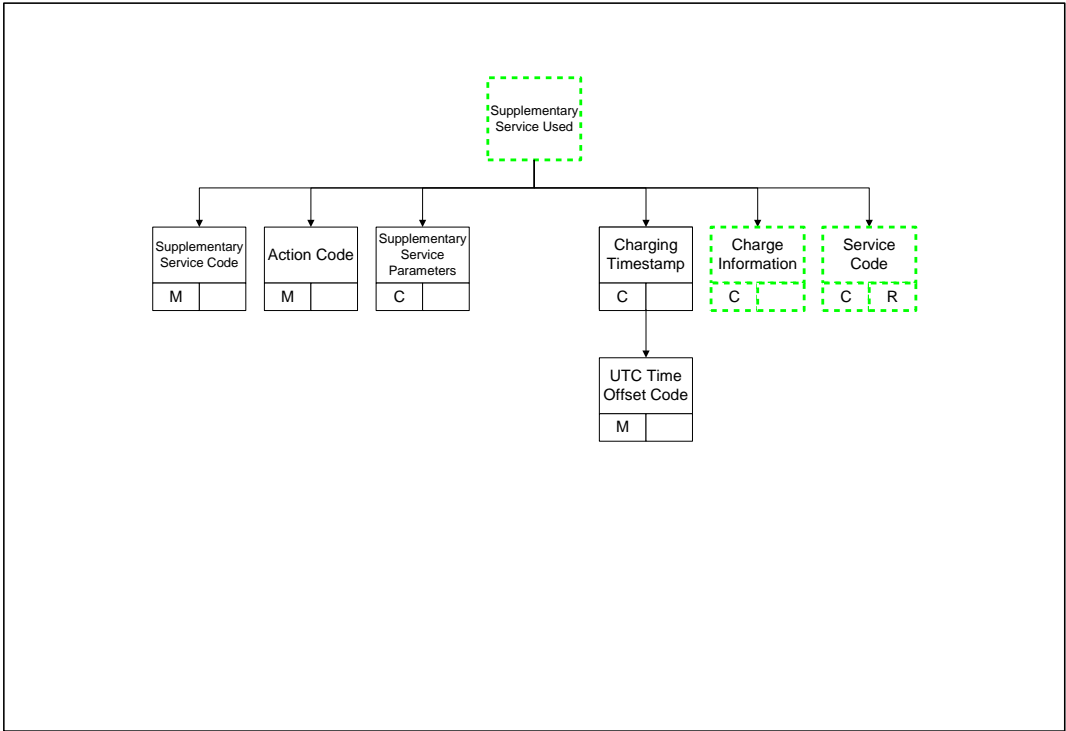 Supplementary
Service Used
Supplementary
Service Code
M
Action Code
M
Supplementary
Service
Parameters
C
Charging
Timestamp
C
Charge
Information
C
Service
Code
C R
UTC Time
Offset Code
M